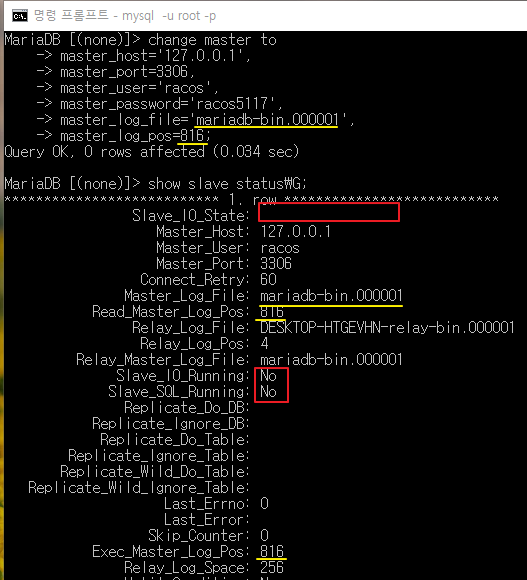 명령 프롬프트 - mysql -u root -p
MariaDB [(none)]> change master to
-> master_host='127.0.0.1',
-> master_port=3306,
-> master_user='racos',
-> master_password='racos5117',
-> master_log_file='mariadb-bin.000001',
-> master_log_pos=816;
Query OK, 0 rows affected (0.034 sec)
MariaDB [(none)]> show slave status₩G;
*************************** 1. row ***************************
Slave_IO_State:
Master_Host: 127.0.0.1
Master_User: racos
Master_Port: 3306
Connect_Retry: 60
Master_Log_File: mariadb-bin.000001
Read_Master_Log_Pos: 816
Relay_Log_File: DESKTOP-HTGEVHN-relay-bin.000001
Relay_Log_Pos: 4
Relay_Master_Log_File: mariadb-bin.000001
Slave_IO_Running: No
Slave_SQL_Running: No
Replicate_Do_DB:
Replicate_Ignore_DB:
Replicate_Do_Table:
Replicate_Ignore_Table:
Replicate_Wild_Do_Table:
Replicate_Wild_Ignore_Table:
Last_Errno: 0
Last_Error:
Skip_Counter: 0
Exec_Master_Log_Pos: 816
Relay_Log_Space: 256